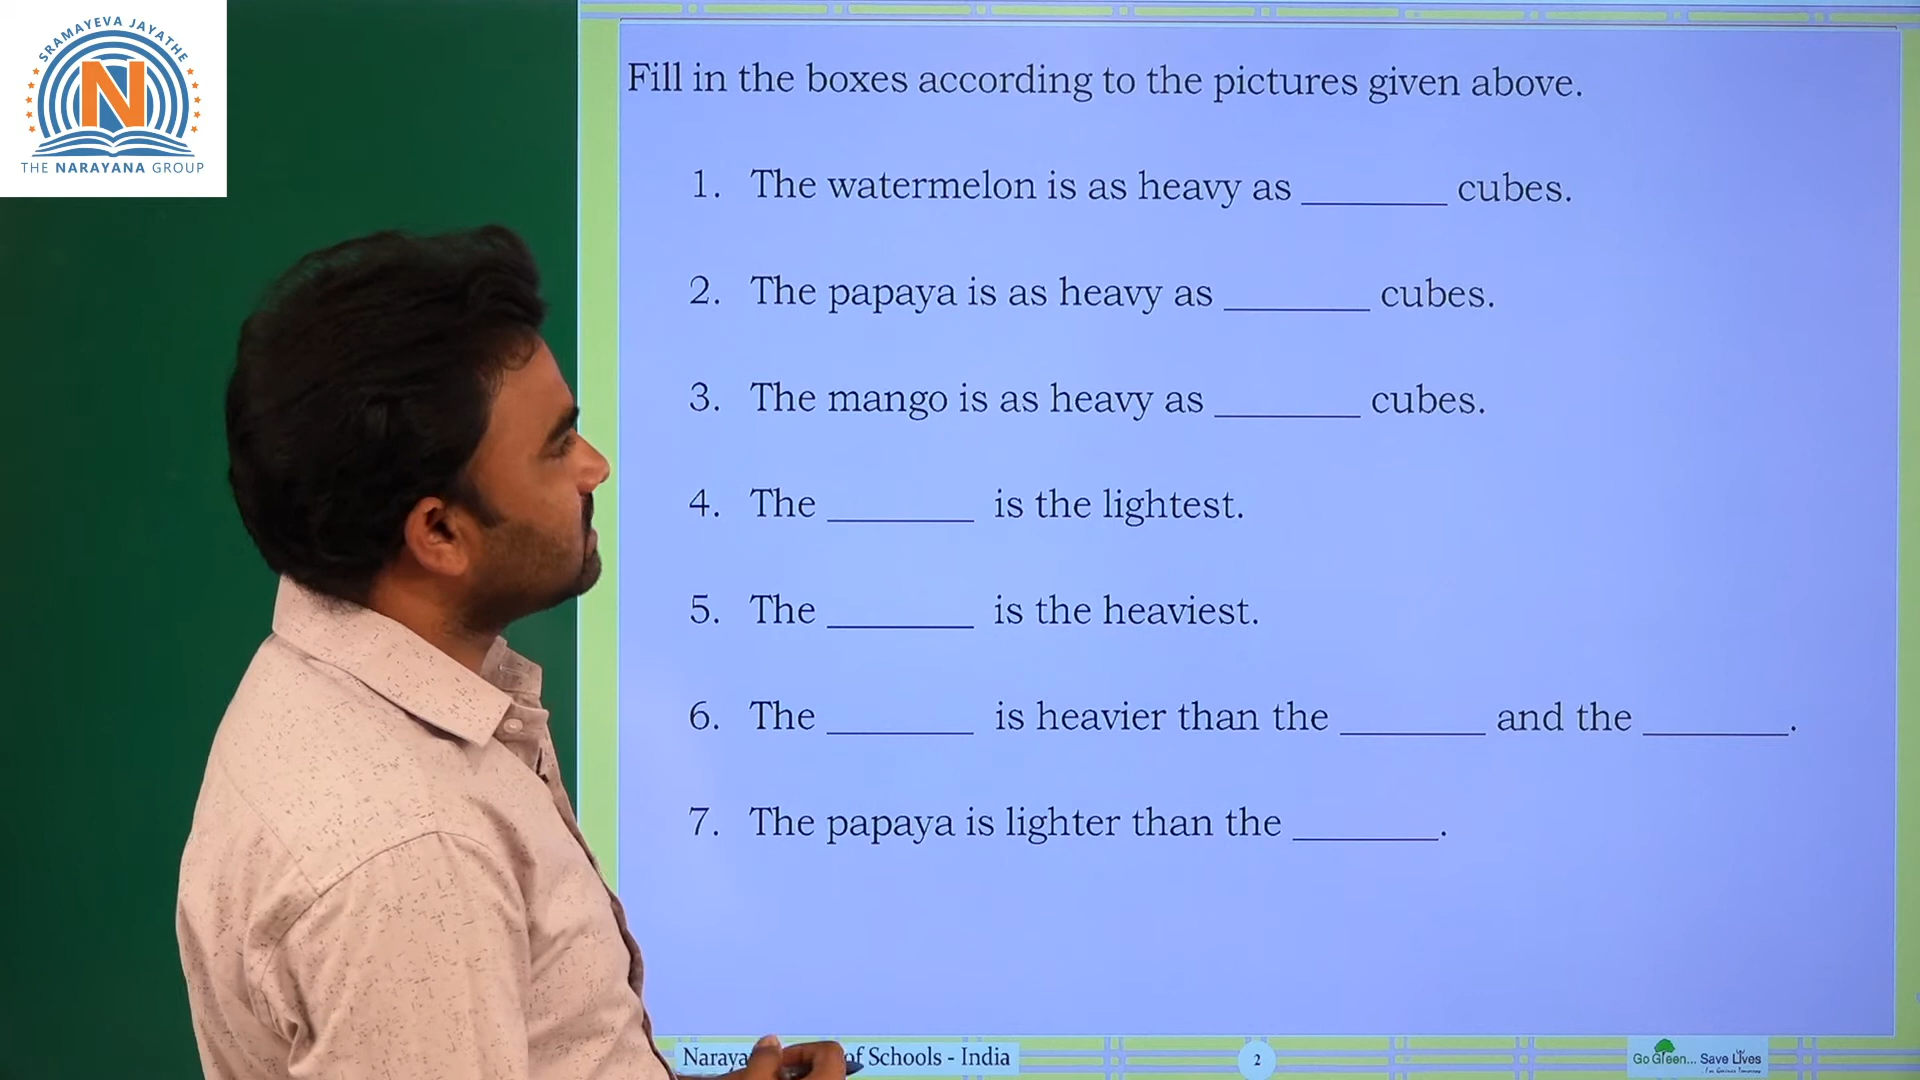 SRAMAYEVA JAYATHE
N
THE NARAYANA GROUP
Fill in the boxes according to the pictures given above.
1. The watermelon is as heavy as _______ cubes.
2. The papaya is as heavy as _______ cubes.
3. The mango is as heavy as _______ cubes.
4. The _______ is the lightest.
5. The _______ is the heaviest.
6. The _______ is heavier than the _______ and the _______.
7. The papaya is lighter than the _______.
of Schools - India
2
Go Green... Save Lives